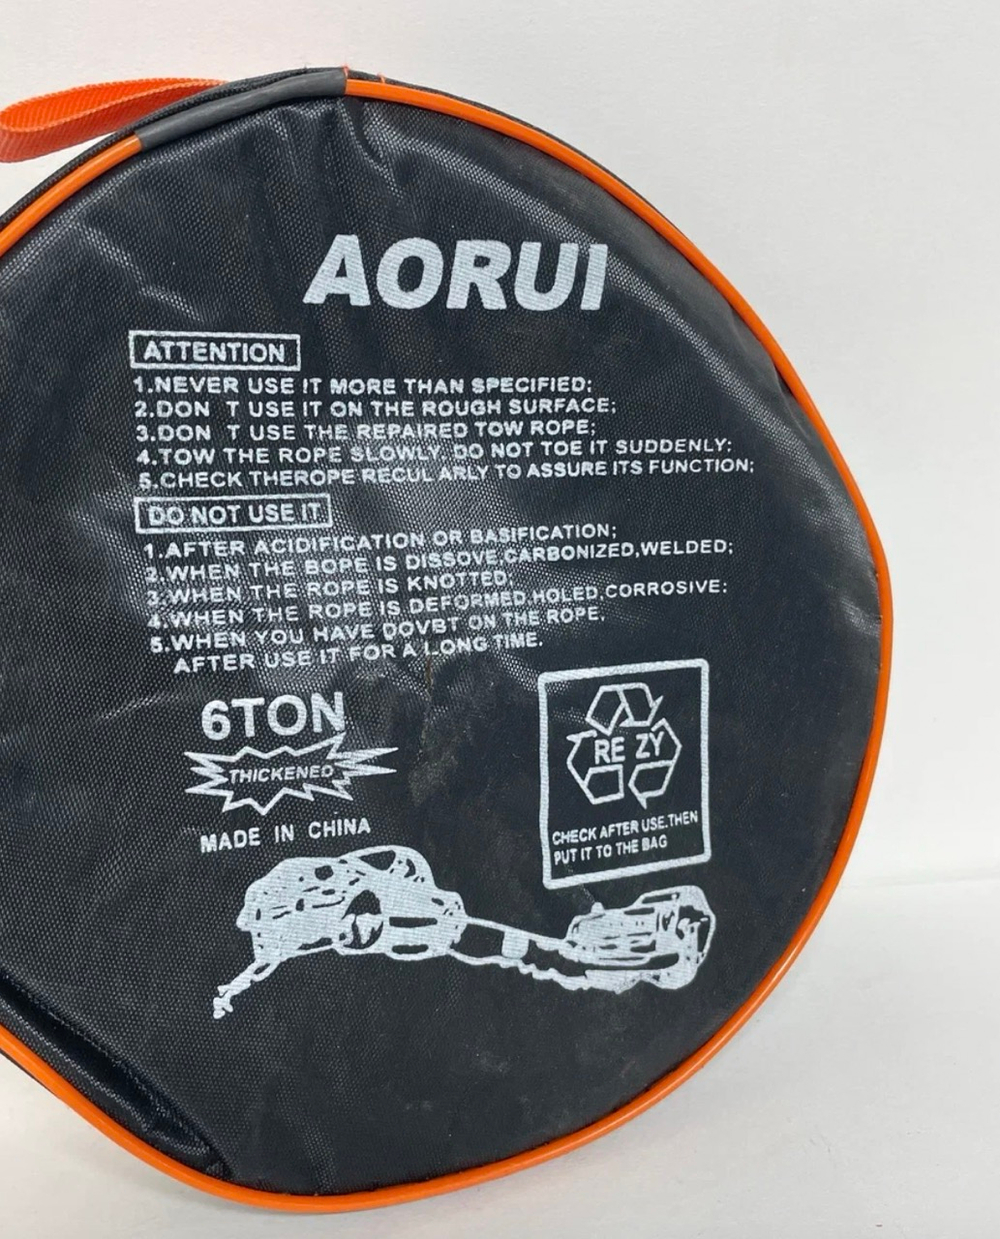 AORUI
ATTENTION
1.NEVER USE IT MORE THAN SPECIFIED;
2.DON T USE IT ON THE ROUGH SURFACE;
3.DON T USE THE REPAIRED TOW ROPE;
4.TOW THE ROPE SLOWLY, DO NOT TOE IT SUDDENLY;
5.CHECK THEROPE REGUL ARLY TO ASSURE ITS FUNCTION;
DO NOT USE IT
1.AFTER ACIDIFICATION OR BASIFICATION;
2.WHEN THE BOPE IS DISSOVE,CARBONIZED,WELDED;
3.WHEN THE ROPE IS KNOTTED;
4.WHEN THE ROPE IS DEFORMED,HOLED,CORROSIVE;
5.WHEN YOU HAVE DOVBT ON THE ROPE,
AFTER USE IT FOR A LONG TIME.
6TON
THICKENED
MADE IN CHINA
RE ZY
CHECK AFTER USE.THEN
PUT IT TO THE BAG